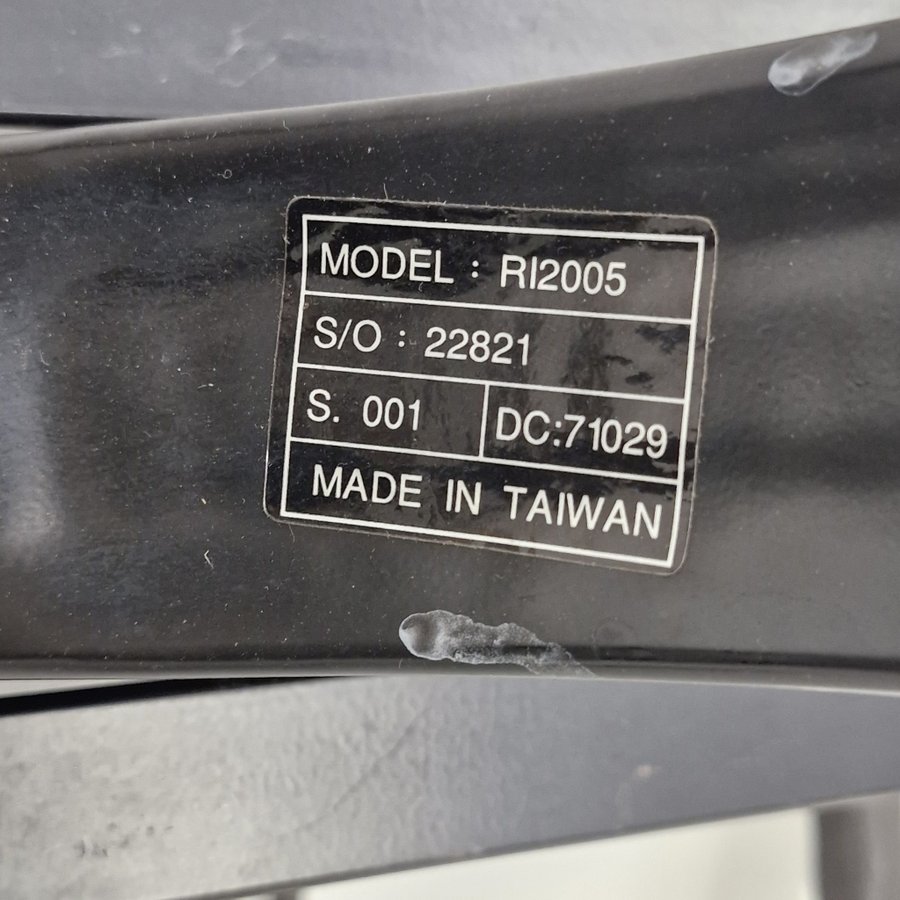 MODEL : RI2005
S/O : 22821
S. 001 DC:71029
MADE IN TAIWAN